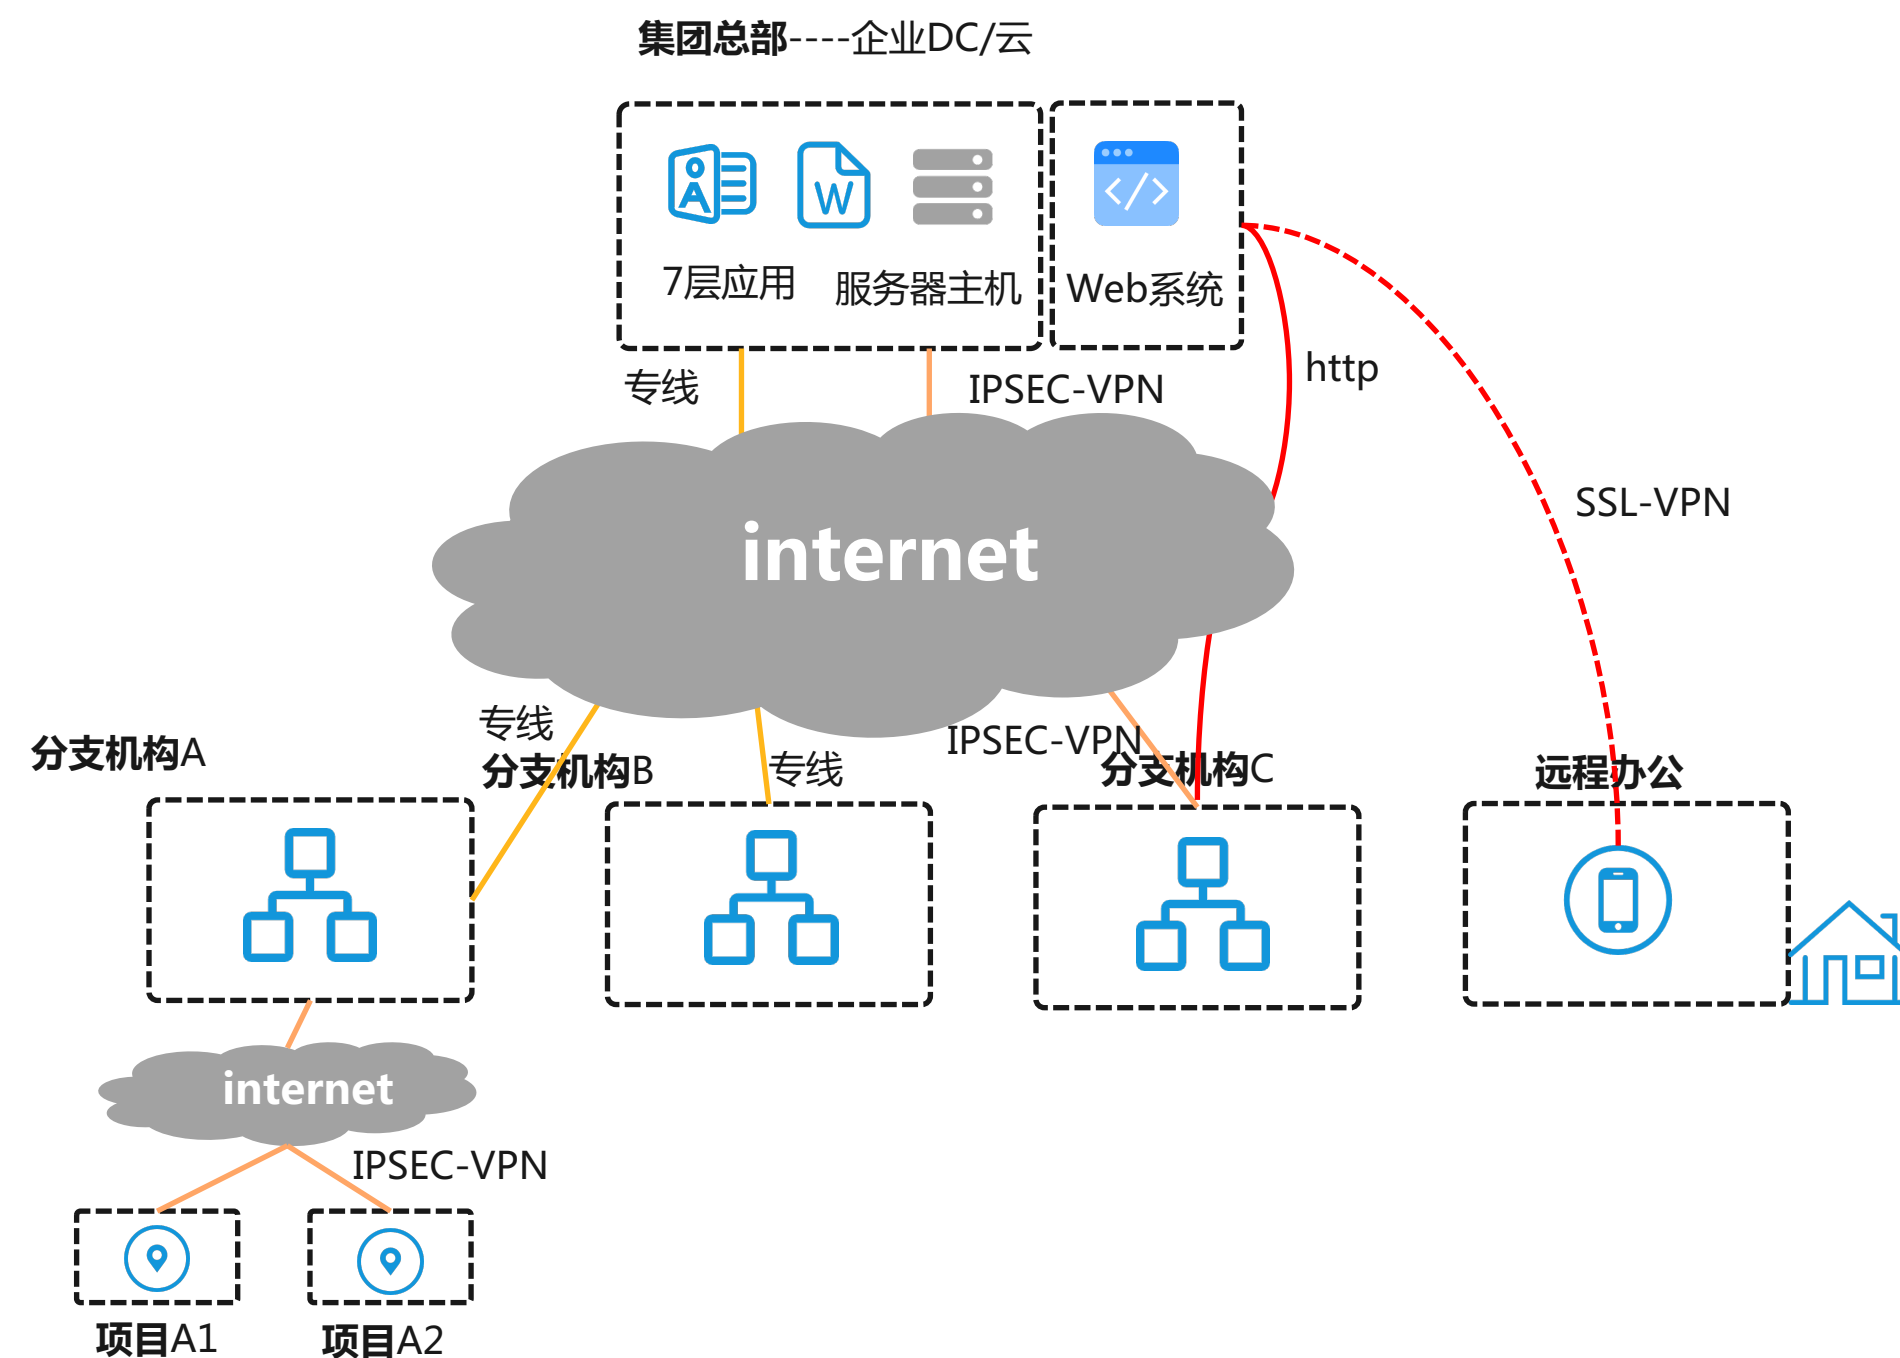 集团总部----企业DC/云
7层应用
服务器主机
Web系统
专线
IPSEC-VPN
http
SSL-VPN
internet
专线
IPSEC-VPN
分支机构A
分支机构B
专线
分支机构C
远程办公
internet
IPSEC-VPN
项目A1
项目A2